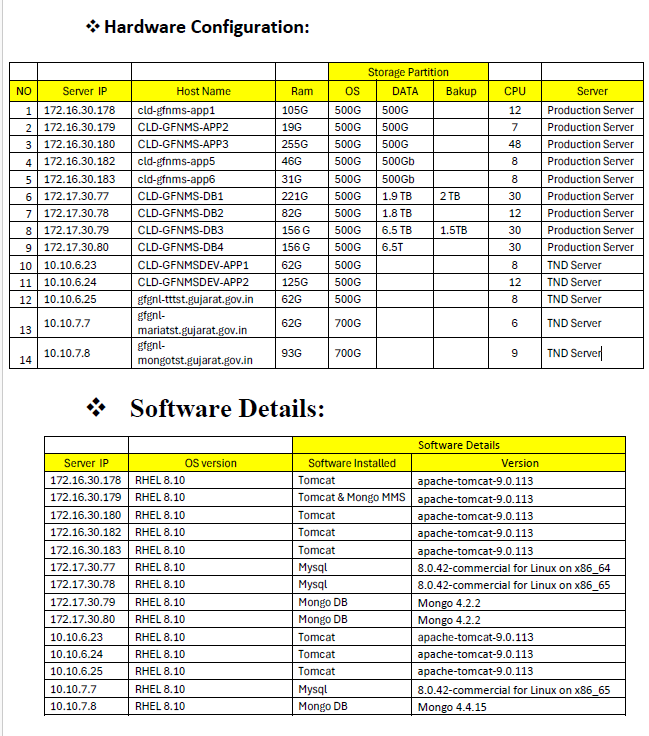 ❖ Hardware Configuration:
Storage Partition
NO Server IP Host Name Ram OS DATA Bakup CPU Server
1 172.16.30.178 cld-gfnms-app1 105G 500G 500G 12 Production Server
2 172.16.30.179 CLD-GFNMS-APP2 19G 500G 500G 7 Production Server
3 172.16.30.180 CLD-GFNMS-APP3 255G 500G 500G 48 Production Server
4 172.16.30.182 cld-gfnms-app5 46G 500G 500Gb 8 Production Server
5 172.16.30.183 cld-gfnms-app6 31G 500G 500Gb 8 Production Server
6 172.17.30.77 CLD-GFNMS-DB1 221G 500G 1.9 TB 2 TB 30 Production Server
7 172.17.30.78 CLD-GFNMS-DB2 82G 500G 1.8 TB 12 Production Server
8 172.17.30.79 CLD-GFNMS-DB3 156 G 500G 6.5 TB 1.5TB 30 Production Server
9 172.17.30.80 CLD-GFNMS-DB4 156 G 500G 6.5T 30 Production Server
10 10.10.6.23 CLD-GFNMSDEV-APP1 62G 500G 8 TND Server
11 10.10.6.24 CLD-GFNMSDEV-APP2 125G 500G 12 TND Server
12 10.10.6.25 gfgnl-tttst.gujarat.gov.in 62G 500G 8 TND Server
gfgnl-
13 10.10.7.7 mariatst.gujarat.gov.in 62G 700G 6 TND Server
gfgnl-
14 10.10.7.8 mongotst.gujarat.gov.in 93G 700G 9 TND Server
❖ Software Details:
Software Details
Server IP OS version Software Installed Version
172.16.30.178 RHEL 8.10 Tomcat apache-tomcat-9.0.113
172.16.30.179 RHEL 8.10 Tomcat & Mongo MMS apache-tomcat-9.0.113
172.16.30.180 RHEL 8.10 Tomcat apache-tomcat-9.0.113
172.16.30.182 RHEL 8.10 Tomcat apache-tomcat-9.0.113
172.16.30.183 RHEL 8.10 Tomcat apache-tomcat-9.0.113
172.17.30.77 RHEL 8.10 Mysql 8.0.42-commercial for Linux on x86_64
172.17.30.78 RHEL 8.10 Mysql 8.0.42-commercial for Linux on x86_65
172.17.30.79 RHEL 8.10 Mongo DB Mongo 4.2.2
172.17.30.80 RHEL 8.10 Mongo DB Mongo 4.2.2
10.10.6.23 RHEL 8.10 Tomcat apache-tomcat-9.0.113
10.10.6.24 RHEL 8.10 Tomcat apache-tomcat-9.0.113
10.10.6.25 RHEL 8.10 Tomcat apache-tomcat-9.0.113
10.10.7.7 RHEL 8.10 Mysql 8.0.42-commercial for Linux on x86_65
10.10.7.8 RHEL 8.10 Mongo DB Mongo 4.4.15